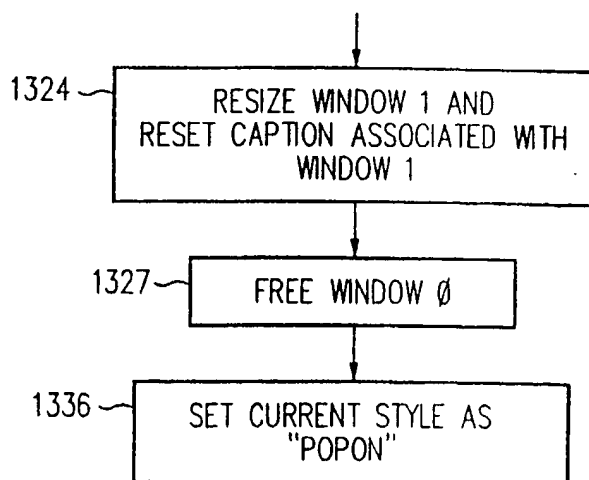 1324
RESIZE WINDOW 1 AND
RESET CAPTION ASSOCIATED WITH
WINDOW 1
1327
FREE WINDOW Ø
1336
SET CURRENT STYLE AS
"POPON"